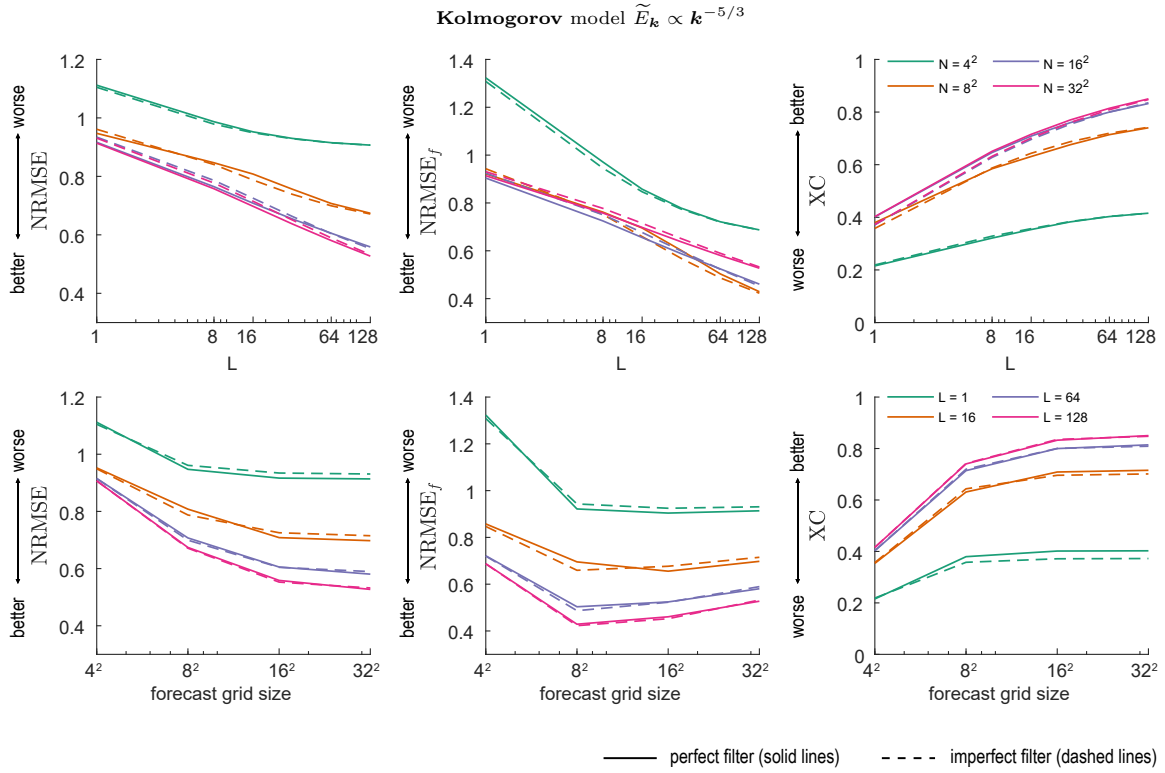 Kolmogorov model Ẽ_k ∝ k^{-5/3}
better ↔ worse
NRMSE
1.2
1
0.8
0.6
0.4
1 8 16 64 128
L
better ↔ worse
NRMSE_f
1.4
1.2
1
0.8
0.6
0.4
1 8 16 64 128
L
worse ↔ better
XC
1
0.8
0.6
0.4
0.2
0
N = 4² N = 16²
N = 8² N = 32²
1 8 16 64 128
L
better ↔ worse
NRMSE
1.2
1
0.8
0.6
0.4
4² 8² 16² 32²
forecast grid size
better ↔ worse
NRMSE_f
1.4
1.2
1
0.8
0.6
0.4
4² 8² 16² 32²
forecast grid size
worse ↔ better
XC
1
0.8
0.6
0.4
0.2
0
L = 1 L = 64
L = 16 L = 128
4² 8² 16² 32²
forecast grid size
perfect filter (solid lines) imperfect filter (dashed lines)